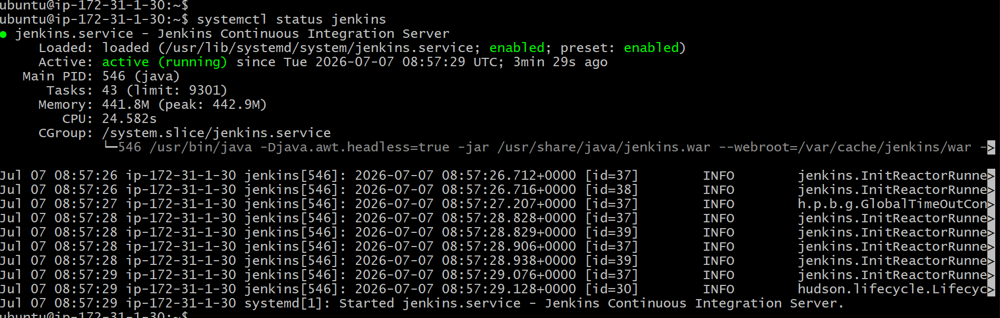 ubuntu@ip-172-31-1-30:~$
ubuntu@ip-172-31-1-30:~$ systemctl status jenkins
● jenkins.service - Jenkins Continuous Integration Server
     Loaded: loaded (/usr/lib/systemd/system/jenkins.service; enabled; preset: enabled)
     Active: active (running) since Tue 2026-07-07 08:57:29 UTC; 3min 29s ago
   Main PID: 546 (java)
      Tasks: 43 (limit: 9301)
     Memory: 441.8M (peak: 442.9M)
        CPU: 24.582s
     CGroup: /system.slice/jenkins.service
             └─546 /usr/bin/java -Djava.awt.headless=true -jar /usr/share/java/jenkins.war --webroot=/var/cache/jenkins/war ->
Jul 07 08:57:26 ip-172-31-1-30 jenkins[546]: 2026-07-07 08:57:26.712+0000 [id=37]        INFO        jenkins.InitReactorRunne>
Jul 07 08:57:26 ip-172-31-1-30 jenkins[546]: 2026-07-07 08:57:26.716+0000 [id=38]        INFO        jenkins.InitReactorRunne>
Jul 07 08:57:27 ip-172-31-1-30 jenkins[546]: 2026-07-07 08:57:27.207+0000 [id=37]        INFO        h.p.b.g.GlobalTimeOutCon>
Jul 07 08:57:28 ip-172-31-1-30 jenkins[546]: 2026-07-07 08:57:28.828+0000 [id=37]        INFO        jenkins.InitReactorRunne>
Jul 07 08:57:28 ip-172-31-1-30 jenkins[546]: 2026-07-07 08:57:28.829+0000 [id=39]        INFO        jenkins.InitReactorRunne>
Jul 07 08:57:28 ip-172-31-1-30 jenkins[546]: 2026-07-07 08:57:28.906+0000 [id=37]        INFO        jenkins.InitReactorRunne>
Jul 07 08:57:28 ip-172-31-1-30 jenkins[546]: 2026-07-07 08:57:28.938+0000 [id=39]        INFO        jenkins.InitReactorRunne>
Jul 07 08:57:29 ip-172-31-1-30 jenkins[546]: 2026-07-07 08:57:29.076+0000 [id=37]        INFO        jenkins.InitReactorRunne>
Jul 07 08:57:29 ip-172-31-1-30 jenkins[546]: 2026-07-07 08:57:29.128+0000 [id=30]        INFO        hudson.lifecycle.Lifecyc>
Jul 07 08:57:29 ip-172-31-1-30 systemd[1]: Started jenkins.service - Jenkins Continuous Integration Server.
ubuntu@ip-172-31-1-30:~$